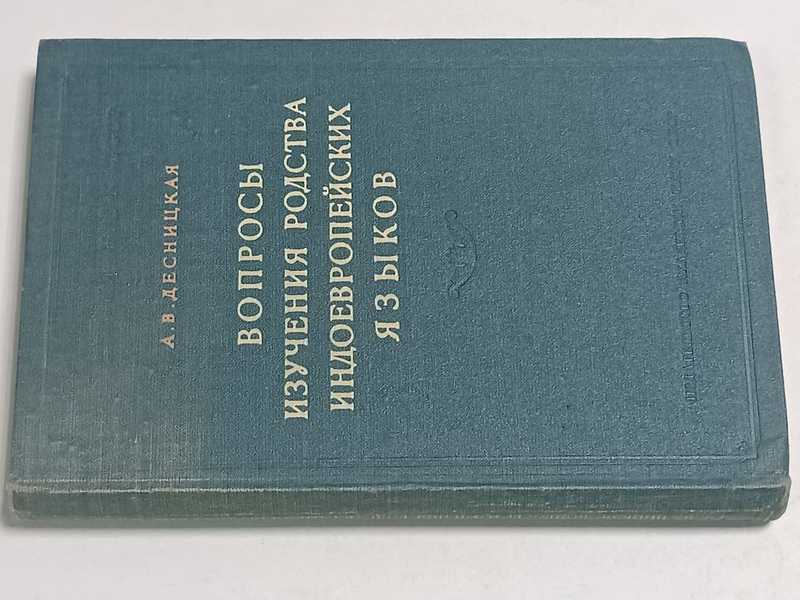 А. В. ДЕСНИЦКАЯ
ВОПРОСЫ
ИЗУЧЕНИЯ РОДСТВА
ИНДОЕВРОПЕЙСКИХ
ЯЗЫКОВ